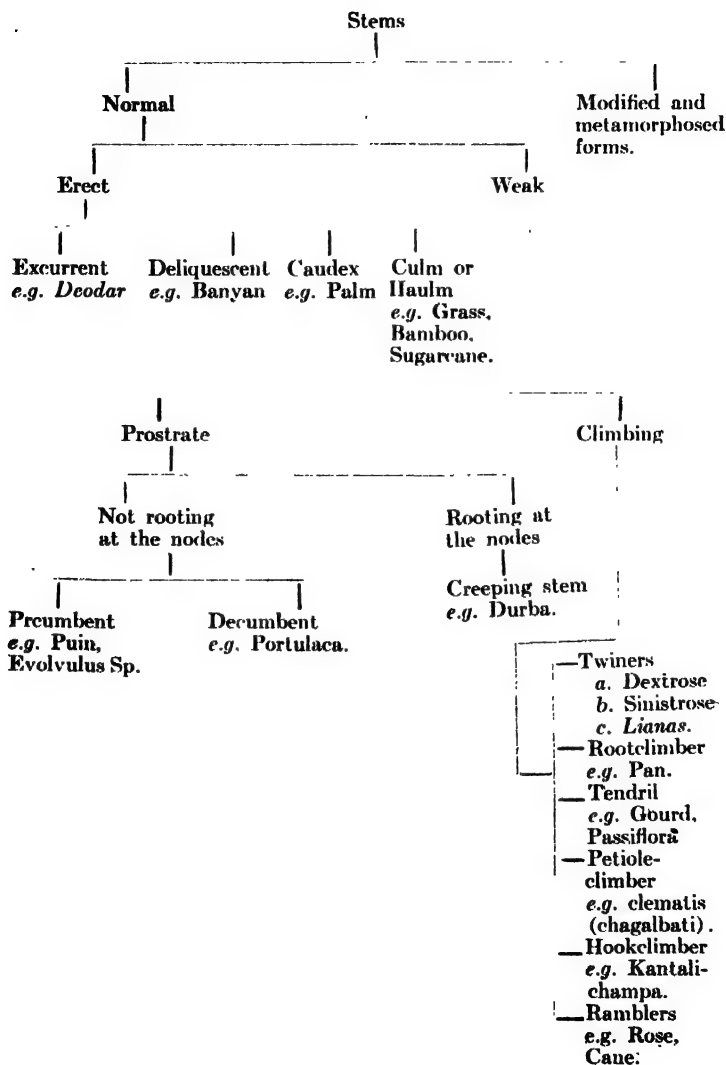 Stems
Normal
Modified and
metamorphosed
forms.
Erect
Weak
Excurrent
e.g. Deodar
Deliquescent
e.g. Banyan
Caudex
e.g. Palm
Culm or
Haulm
e.g. Grass,
Bamboo,
Sugarcane.
Prostrate
Climbing
Not rooting
at the nodes
Rooting at
the nodes
Creeping stem
e.g. Durba.
Prcumbent
e.g. Puin,
Evolvulus Sp.
Decumbent
e.g. Portulaca.
—Twiners
a. Dextrose
b. Sinistrose
c. Lianas.
—Rootclimber
e.g. Pan.
—Tendril
e.g. Gourd,
Passiflora
—Petiole-
climber
e.g. clematis
(chagalbati).
—Hookclimber
e.g. Kantali-
champa.
—Ramblers
e.g. Rose,
Cane.